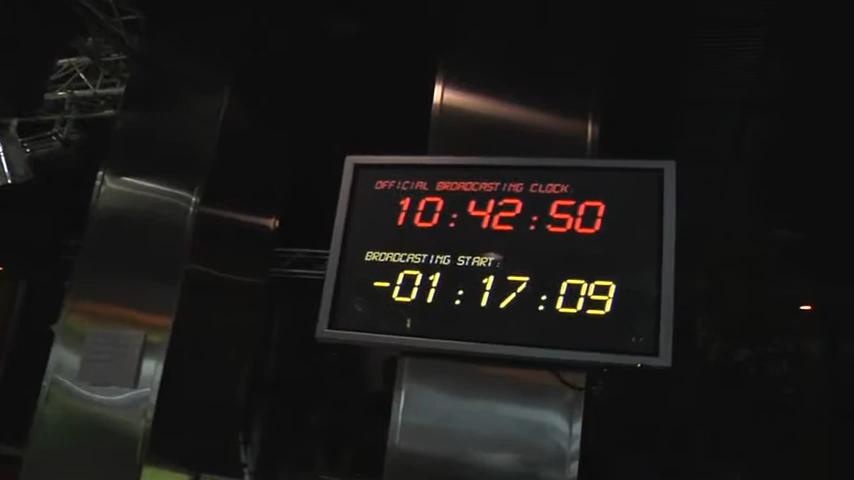 OFFICIAL BROADCASTING CLOCK:
10:42:50
BROADCASTING START:
-01:17:09